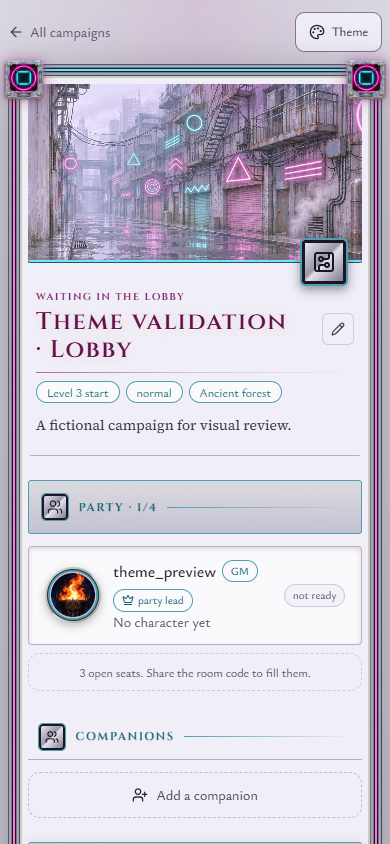 All campaigns
Theme
WAITING IN THE LOBBY
THEME VALIDATION
· LOBBY
Level 3 start
normal
Ancient forest
A fictional campaign for visual review.
PARTY · 1/4
theme_preview
GM
party lead
not ready
No character yet
3 open seats. Share the room code to fill them.
COMPANIONS
Add a companion